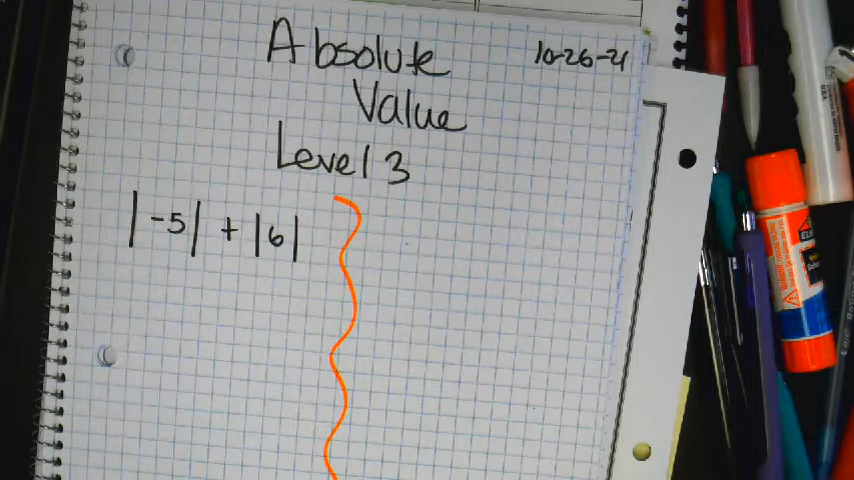 Absolute
10-26-21
Value
Level 3
|-5| + |6|